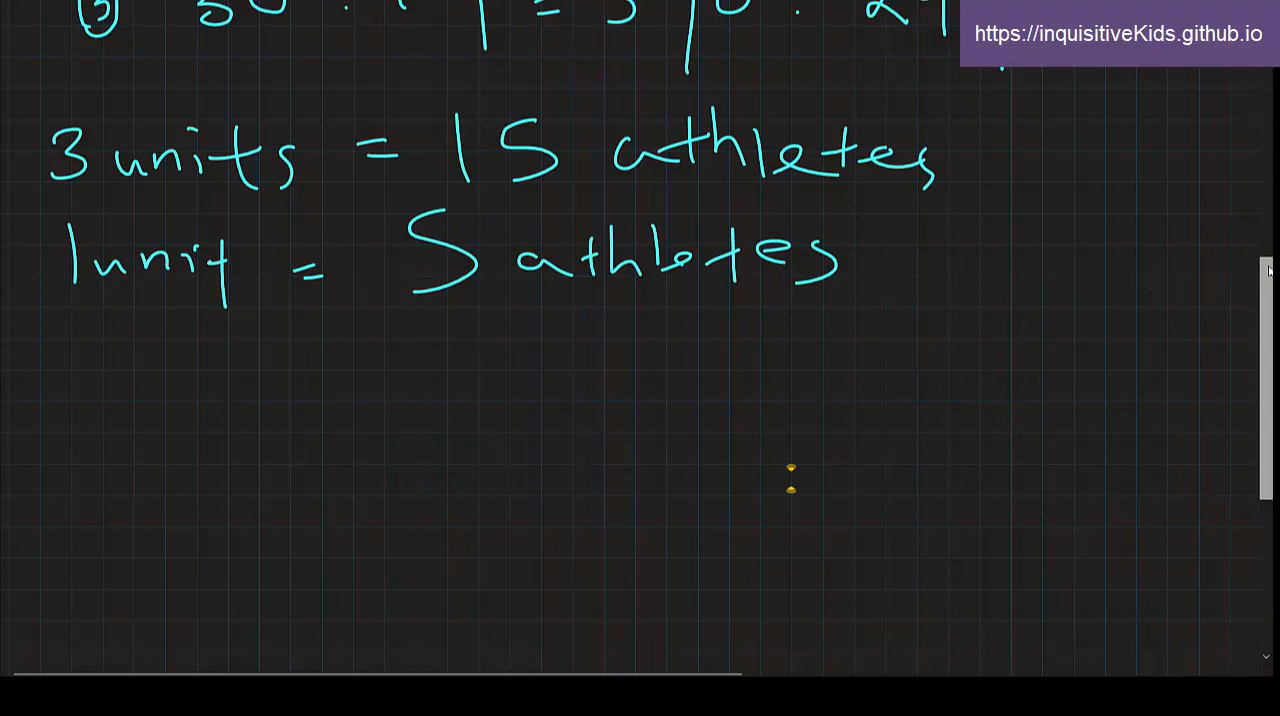 https://inquisitiveKids.github.io
3 units = 15 athletes
1 unit = 5 athletes